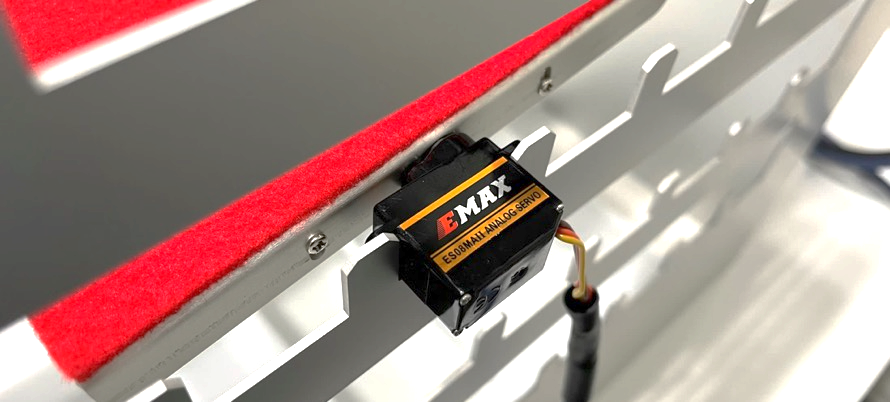 EMAX
ES08MAII ANALOG SERVO